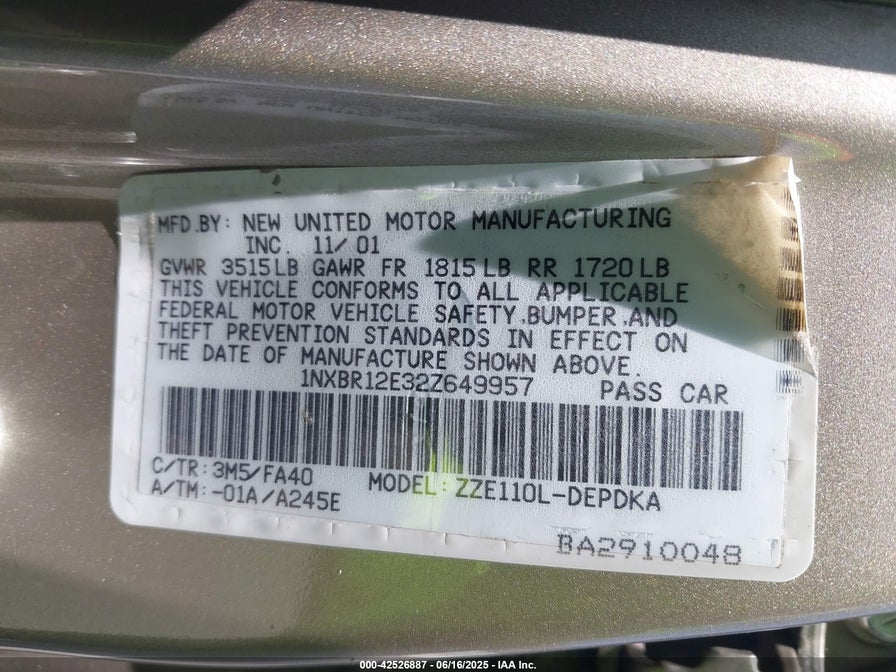 MFD.BY: NEW UNITED MOTOR MANUFACTURING
INC. 11/01
GVWR 3515LB GAWR FR 1815LB RR 1720LB
THIS VEHICLE CONFORMS TO ALL APPLICABLE
FEDERAL MOTOR VEHICLE SAFETY,BUMPER,AND
THEFT PREVENTION STANDARDS IN EFFECT ON
THE DATE OF MANUFACTURE SHOWN ABOVE.
1NXBR12E32Z649957 PASS CAR
C/TR:3M5/FA40
MODEL:ZZE110L-DEPDKA
A/TM:-01A/A245E
BA2910048
000-42526887 - 06/16/2025 - IAA Inc.